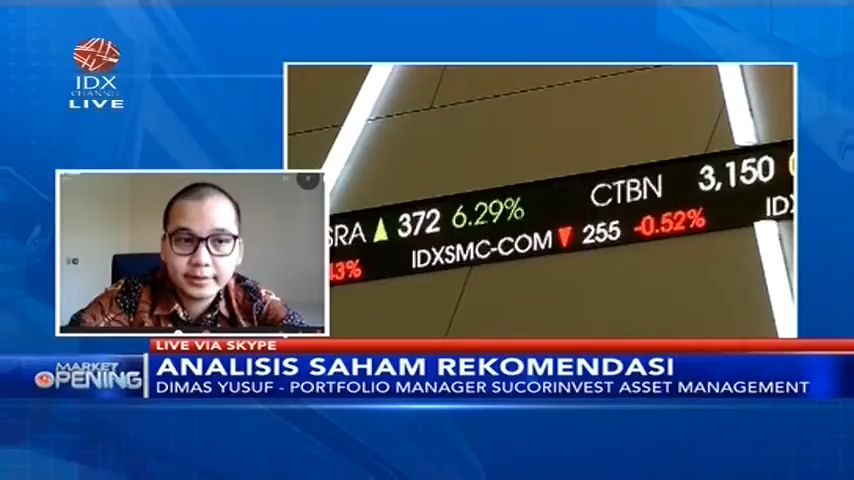 IDX
CHANNEL
LIVE
SRA ▲ 372 6.29%
CTBN 3,150
43% IDXSMC-COM ▼ 255 -0.52%
IDX
LIVE VIA SKYPE
MARKET
OPENING
ANALISIS SAHAM REKOMENDASI
DIMAS YUSUF - PORTFOLIO MANAGER SUCORINVEST ASSET MANAGEMENT